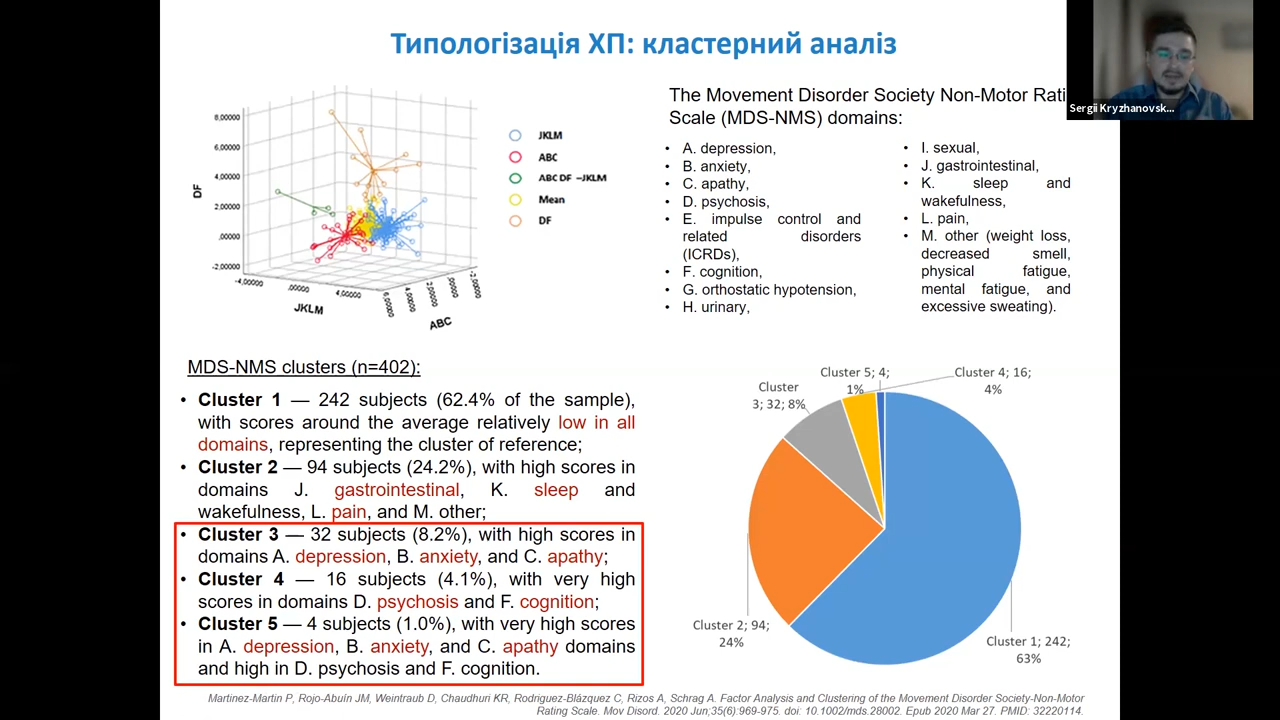 Типологізація ХП: кластерний аналіз
Sergii Kryzhanovsk...
8,00000
6,00000
4,00000
2,00000
,00000
-2,00000
DF
-4,00000
,00000
4,00000
JKLM
6,00000
4,00000
2,00000
,00000
-2,00000
ABC
JKLM
ABC
ABC DF –JKLM
Mean
DF
The Movement Disorder Society Non-Motor Rati
Scale (MDS-NMS) domains:
• A. depression,
• B. anxiety,
• C. apathy,
• D. psychosis,
• E. impulse control and
related disorders
(ICRDs),
• F. cognition,
• G. orthostatic hypotension,
• H. urinary,
• I. sexual,
• J. gastrointestinal,
• K. sleep and
wakefulness,
• L. pain,
• M. other (weight loss,
decreased smell,
physical fatigue,
mental fatigue, and
excessive sweating).
MDS-NMS clusters (n=402):
• Cluster 1 — 242 subjects (62.4% of the sample),
with scores around the average relatively low in all
domains, representing the cluster of reference;
• Cluster 2 — 94 subjects (24.2%), with high scores in
domains J. gastrointestinal, K. sleep and
wakefulness, L. pain, and M. other;
• Cluster 3 — 32 subjects (8.2%), with high scores in
domains A. depression, B. anxiety, and C. apathy;
• Cluster 4 — 16 subjects (4.1%), with very high
scores in domains D. psychosis and F. cognition;
• Cluster 5 — 4 subjects (1.0%), with very high scores
in A. depression, B. anxiety, and C. apathy domains
and high in D. psychosis and F. cognition.
Cluster 5; 4;
1%
Cluster 4; 16;
4%
Cluster
3; 32; 8%
Cluster 2; 94;
24%
Cluster 1; 242;
63%
Martinez-Martin P, Rojo-Abuín JM, Weintraub D, Chaudhuri KR, Rodriguez-Blázquez C, Rizos A, Schrag A. Factor Analysis and Clustering of the Movement Disorder Society-Non-Motor
Rating Scale. Mov Disord. 2020 Jun;35(6):969-975. doi: 10.1002/mds.28002. Epub 2020 Mar 27. PMID: 32220114.